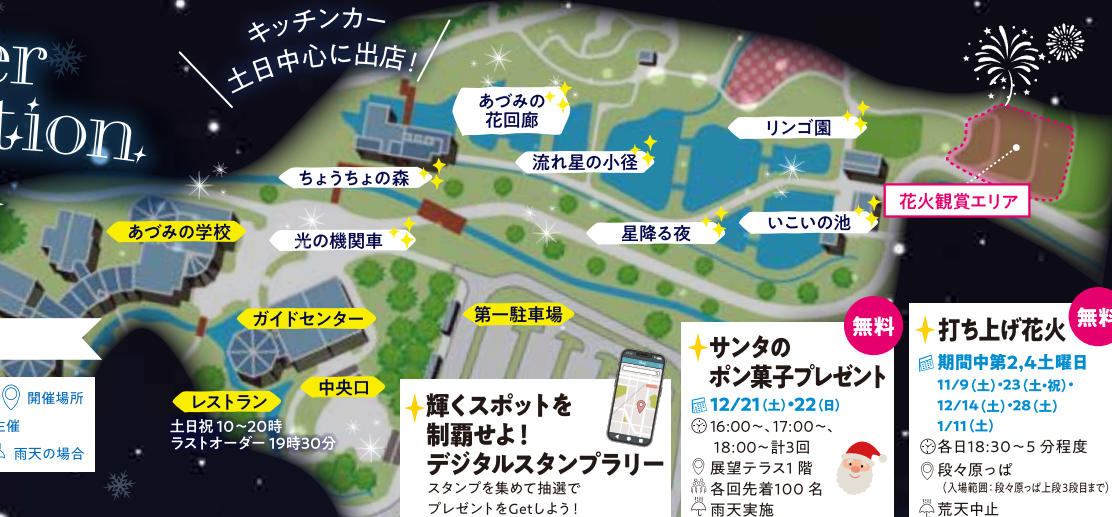 er
tion
キッチンカー
土日中心に出店！
あづみの
花回廊
リンゴ園
流れ星の小径
ちょうちょの森
花火観賞エリア
いこいの池
あづみの学校
光の機関車
星降る夜
ガイドセンター
第一駐車場
中央口
レストラン
土日祝 10～20時
ラストオーダー 19時30分
開催場所
主催
雨天の場合
輝くスポットを
制覇せよ！
デジタルスタンプラリー
スタンプを集めて抽選で
プレゼントをGetしよう！
無料
サンタの
ポン菓子プレゼント
12/21（土）・22（日）
16:00～、17:00～、
18:00～計3回
展望テラス1階
各回先着100 名
雨天実施
無料
打ち上げ花火
期間中第2,4土曜日
11/9（土）・23（土・祝）・
12/14（土）・28（土）
1/11（土）
各日18:30～5 分程度
段々原っぱ
（入場範囲：段々原っぱ上段3段目まで）
荒天中止